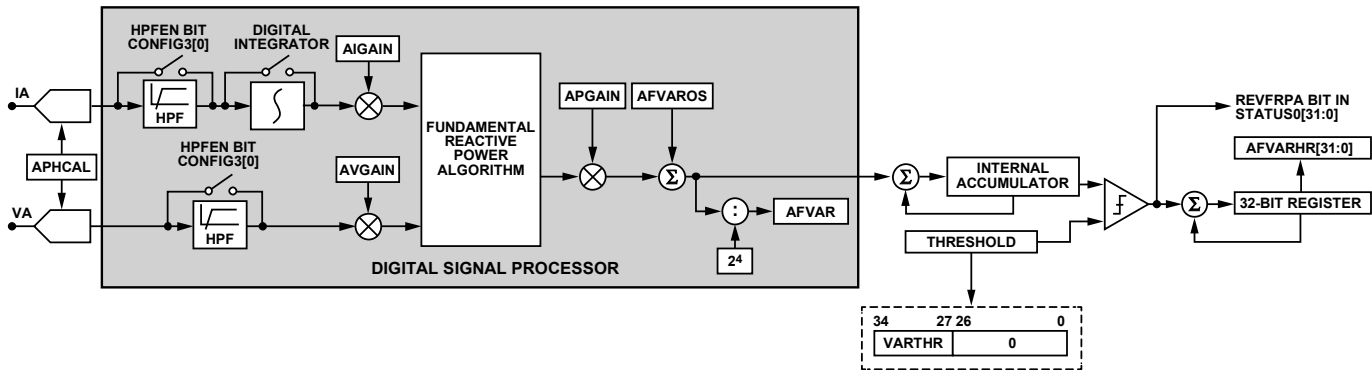 HPFEN BIT
CONFIG3[0]
DIGITAL
INTEGRATOR
AIGAIN
IA
HPF
APGAIN
AFVAROS
REVFRPA BIT IN
STATUS0[31:0]
FUNDAMENTAL
REACTIVE
POWER
ALGORITHM
HPFEN BIT
CONFIG3[0]
APHCAL
AVGAIN
AFVARHR[31:0]
Σ
Σ
INTERNAL
ACCUMULATOR
Σ
32-BIT REGISTER
VA
HPF
:
AFVAR
THRESHOLD
24
DIGITAL SIGNAL PROCESSOR
34 27 26 0
VARTHR 0